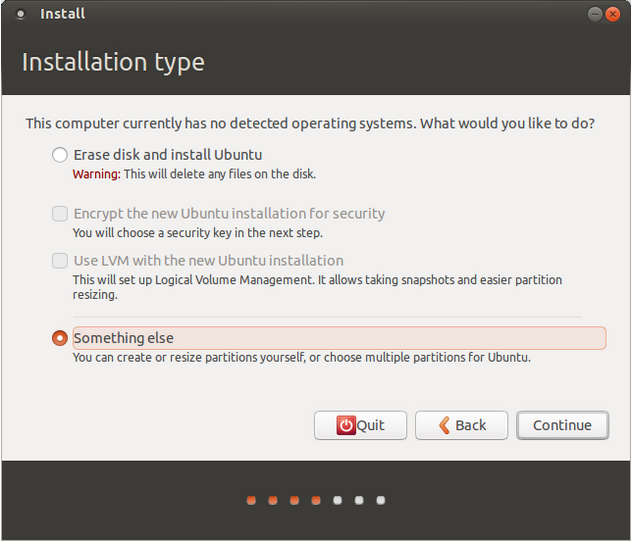 Install
Installation type
This computer currently has no detected operating systems. What would you like to do?
Erase disk and install Ubuntu
Warning: This will delete any files on the disk.
Encrypt the new Ubuntu installation for security
You will choose a security key in the next step.
Use LVM with the new Ubuntu installation
This will set up Logical Volume Management. It allows taking snapshots and easier partition
resizing.
Something else
You can create or resize partitions yourself, or choose multiple partitions for Ubuntu.
Quit Back Continue